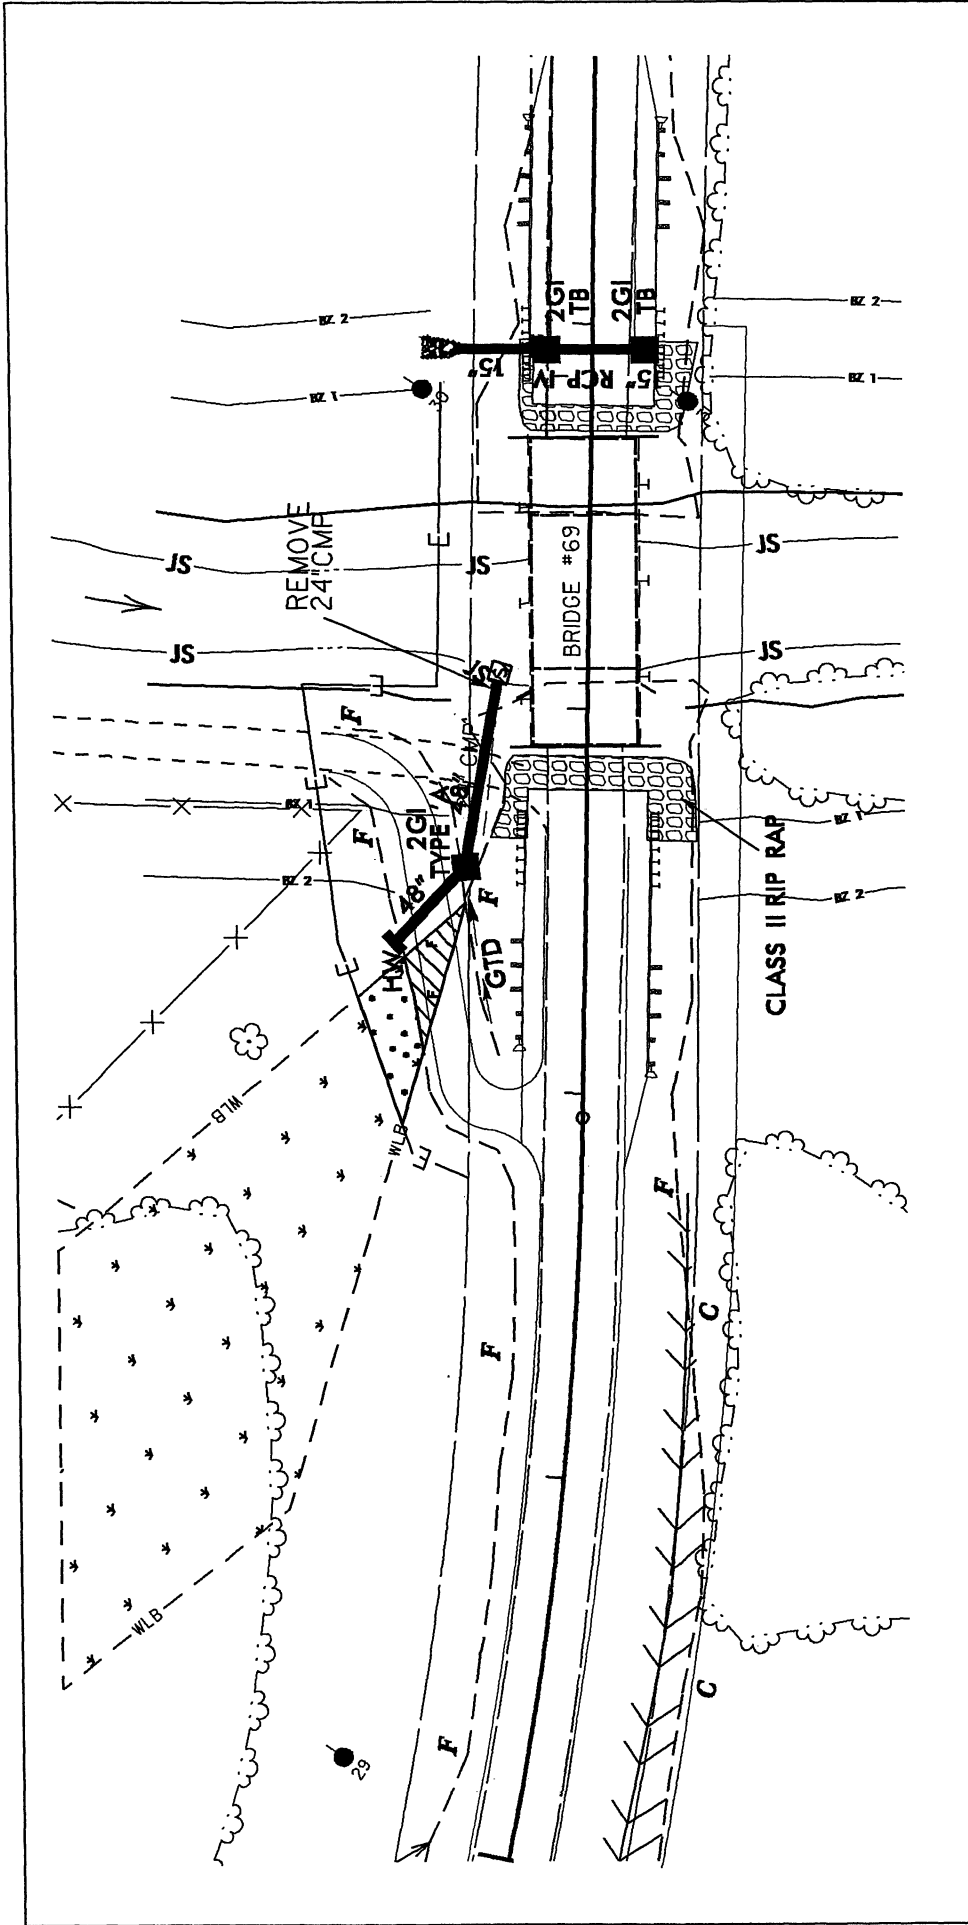 BZ 2
BZ 2
2GI
TB
2GI
TB
15"
RCP-IV
5"
BZ 1
BZ 1
30
REMOVE
24"CMP
E
JS
JS
JS
BRIDGE #69
JS
JS
JS
S
E
F
CMP
E
BZ 1
F
2GI
TYPE A
48"
BZ 1
CLASS II RIP RAP
BZ 2
48"
F
BZ 2
HW
E
F
F
GTD
WLB
WLB
E
F
F
C
WLB
C
F
29